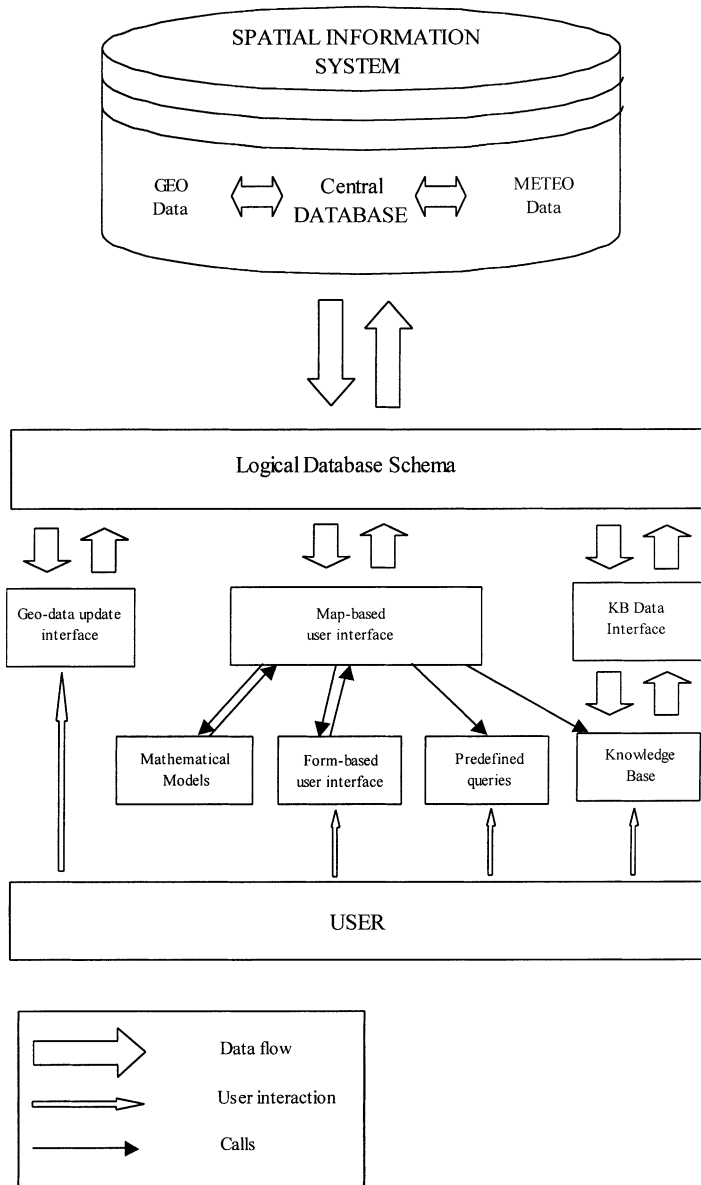 SPATIAL INFORMATION
SYSTEM
GEO
Data
Central
DATABASE
METEO
Data
Logical Database Schema
Geo-data update
interface
Map-based
user interface
KB Data
Interface
Mathematical
Models
Form-based
user interface
Predefined
queries
Knowledge
Base
USER
Data flow
User interaction
Calls